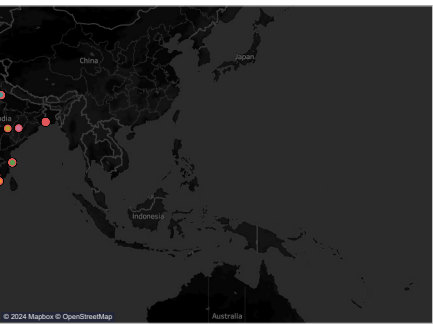 China
Japan
dia
Indonesia
Australia
© 2024 Mapbox © OpenStreetMap